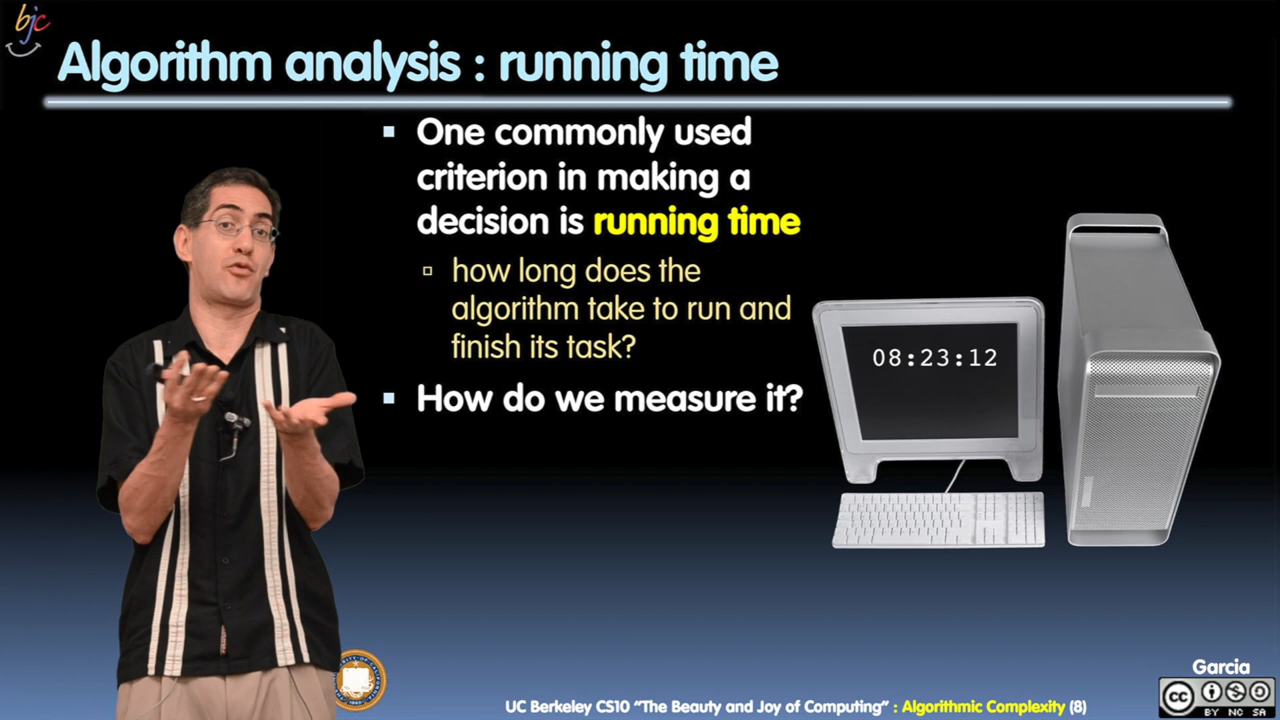 bjc
Algorithm analysis : running time
One commonly used
criterion in making a
decision is running time
how long does the
algorithm take to run and
finish its task?
How do we measure it?
08:23:12
Garcia
UC Berkeley CS10 "The Beauty and Joy of Computing" : Algorithmic Complexity (8)
cc
BY NC SA